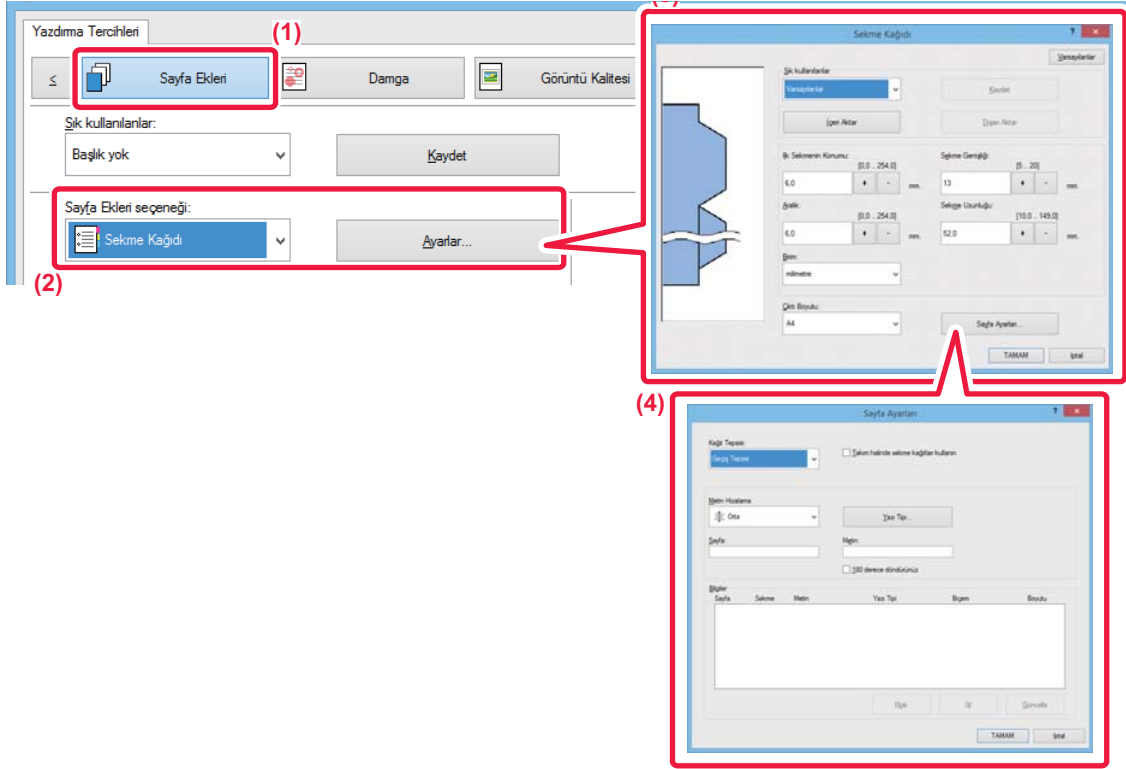 Yazdırma Tercihleri
(1)
<
Sayfa Ekleri
Damga
Görüntü Kalitesi
Sık kullanılanlar:
Başlık yok
Kaydet
Sayfa Ekleri seçeneği:
Sekme Kağıdı
Ayarlar...
(2)
Sekme Kağıdı
?
Varsayılanlar
Sık kullanılanlar
Varsayılanlar
Kaydet
İçeri Aktar
Dışarı Aktar
İlk Sekmenin Konumu:
[0,0 .. 254,0]
Sekme Genişliği:
[5 .. 20]
6,0
+ -
mm.
13
+ -
mm.
Aralık:
[0,0 .. 254,0]
Sekme Uzunluğu:
[10,0 .. 149,0]
6,0
+ -
mm.
52,0
+ -
mm.
Birim:
milimetre
Çıktı Boyutu:
A4
Sayfa Ayarları...
TAMAM
İptal
(4)
Sayfa Ayarları
?
Kağıt Tepsisi:
Geçiş Tepsisi
Takım halinde sekme kağıtları kullanın
Metin Hizalama:
Orta
Yazı Tipi...
Sayfa:
Metin:
180 derece döndürünüz
Bilgiler
Sayfa
Sekme
Metin
Yazı Tipi
Biçem
Boyutu
Ekle
Sil
Güncelle
TAMAM
İptal